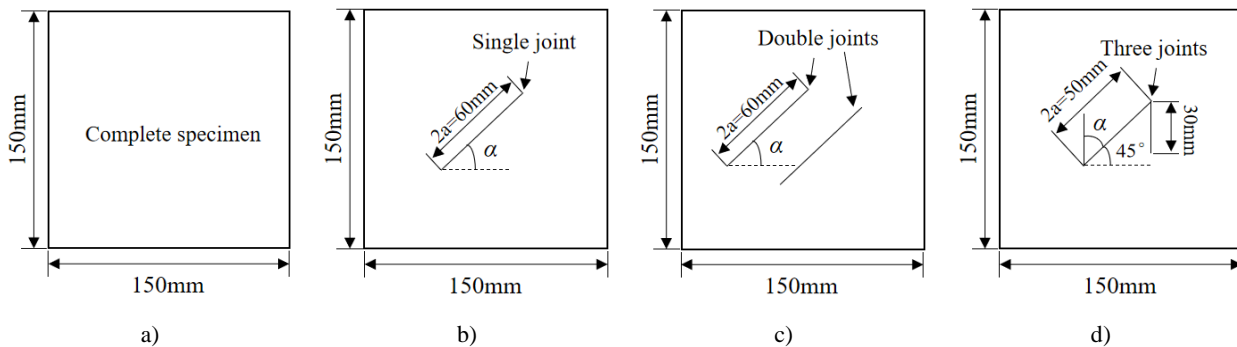 150mm
Complete specimen
150mm
a)
150mm
Single joint
2a=60mm
α
150mm
b)
150mm
Double joints
2a=60mm
α
150mm
c)
150mm
Three joints
2a=50mm
α
45°
30mm
150mm
d)